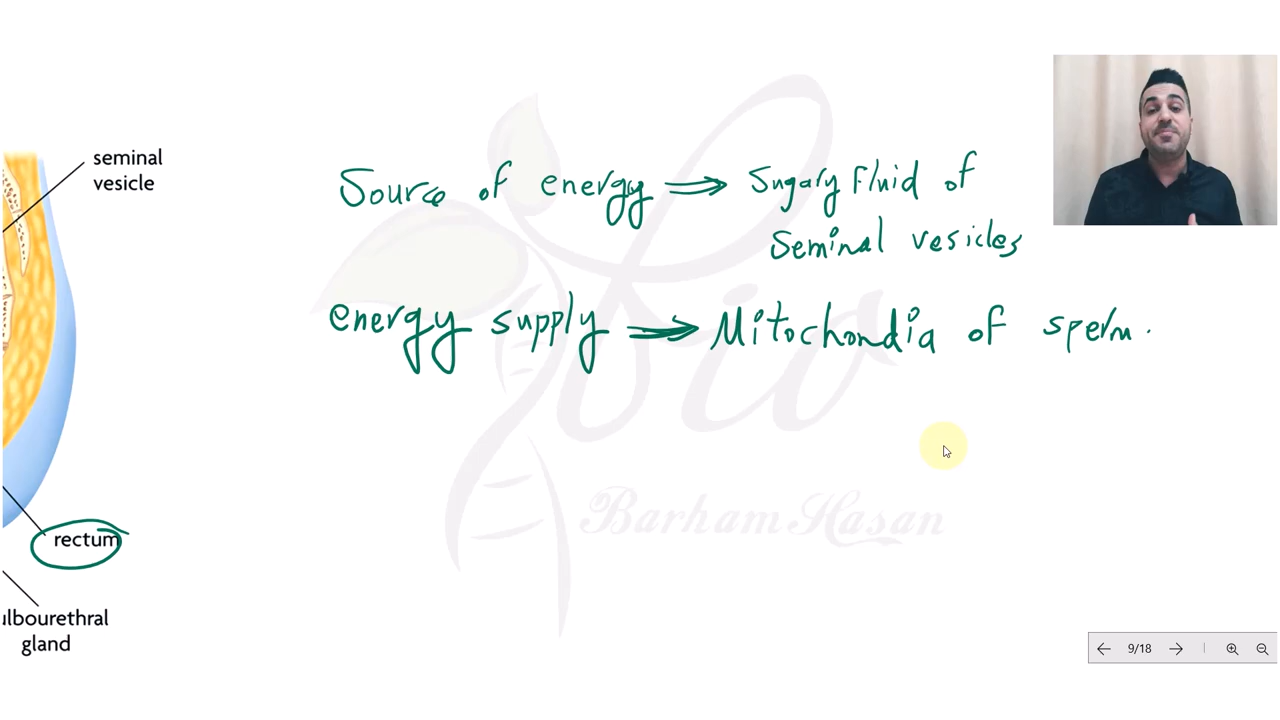 seminal
vesicle
Source of energy ⇒ Sugary Fluid of
Seminal vesicles
energy supply ⇒ Mitochondia of sperm.
Barham Hasan
rectum
ulbourethral
gland
9/18